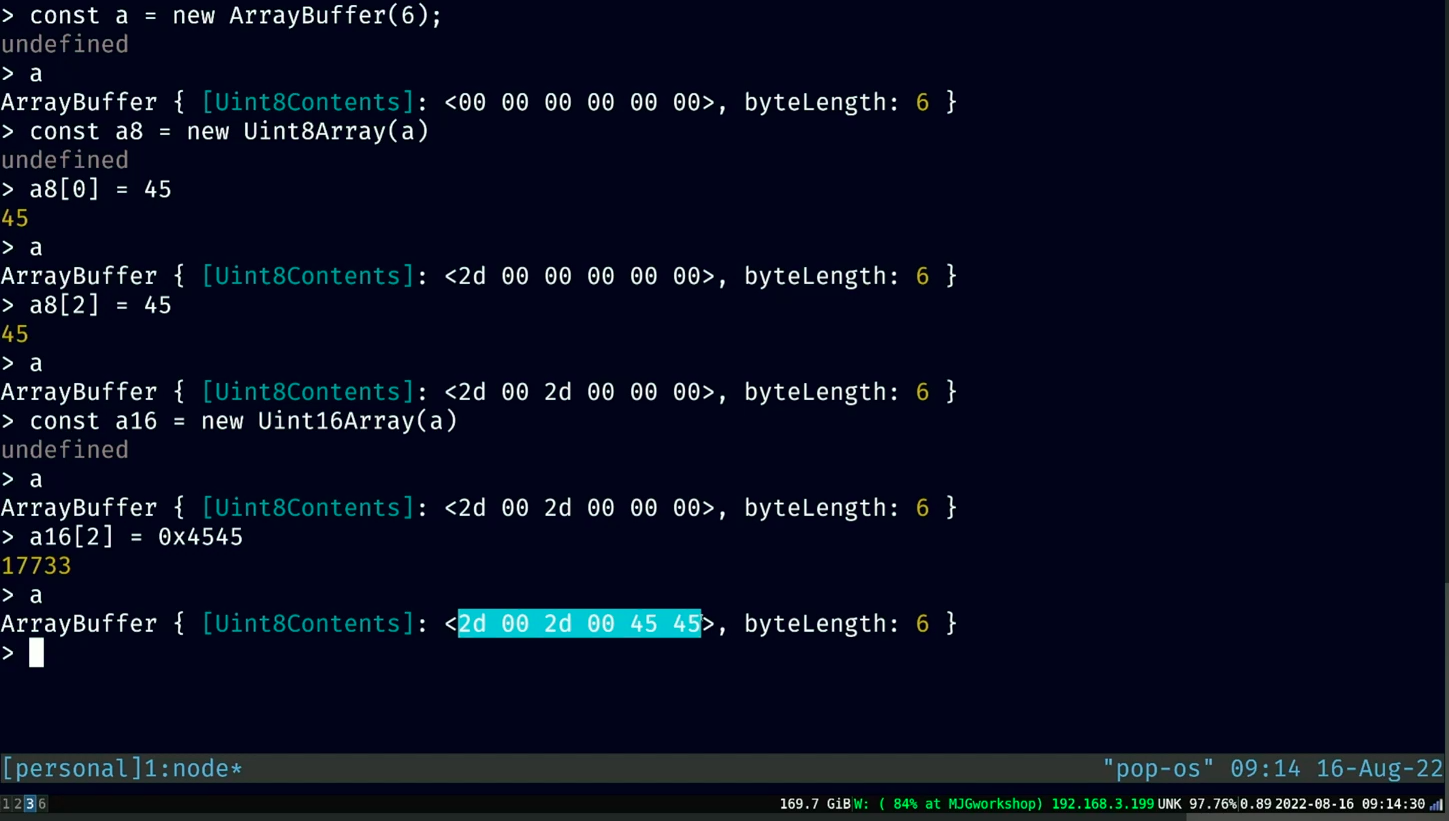 > const a = new ArrayBuffer(6);
undefined
> a
ArrayBuffer { [Uint8Contents]: <00 00 00 00 00 00>, byteLength: 6 }
> const a8 = new Uint8Array(a)
undefined
> a8[0] = 45
45
> a
ArrayBuffer { [Uint8Contents]: <2d 00 00 00 00 00>, byteLength: 6 }
> a8[2] = 45
45
> a
ArrayBuffer { [Uint8Contents]: <2d 00 2d 00 00 00>, byteLength: 6 }
> const a16 = new Uint16Array(a)
undefined
> a
ArrayBuffer { [Uint8Contents]: <2d 00 2d 00 00 00>, byteLength: 6 }
> a16[2] = 0x4545
17733
> a
ArrayBuffer { [Uint8Contents]: <2d 00 2d 00 45 45>, byteLength: 6 }
>
[personal]1:node* "pop-os" 09:14 16-Aug-22
1 2 3 6 169.7 GiB W: ( 84% at MJGworkshop) 192.168.3.199 UNK 97.76% 0.89 2022-08-16 09:14:30